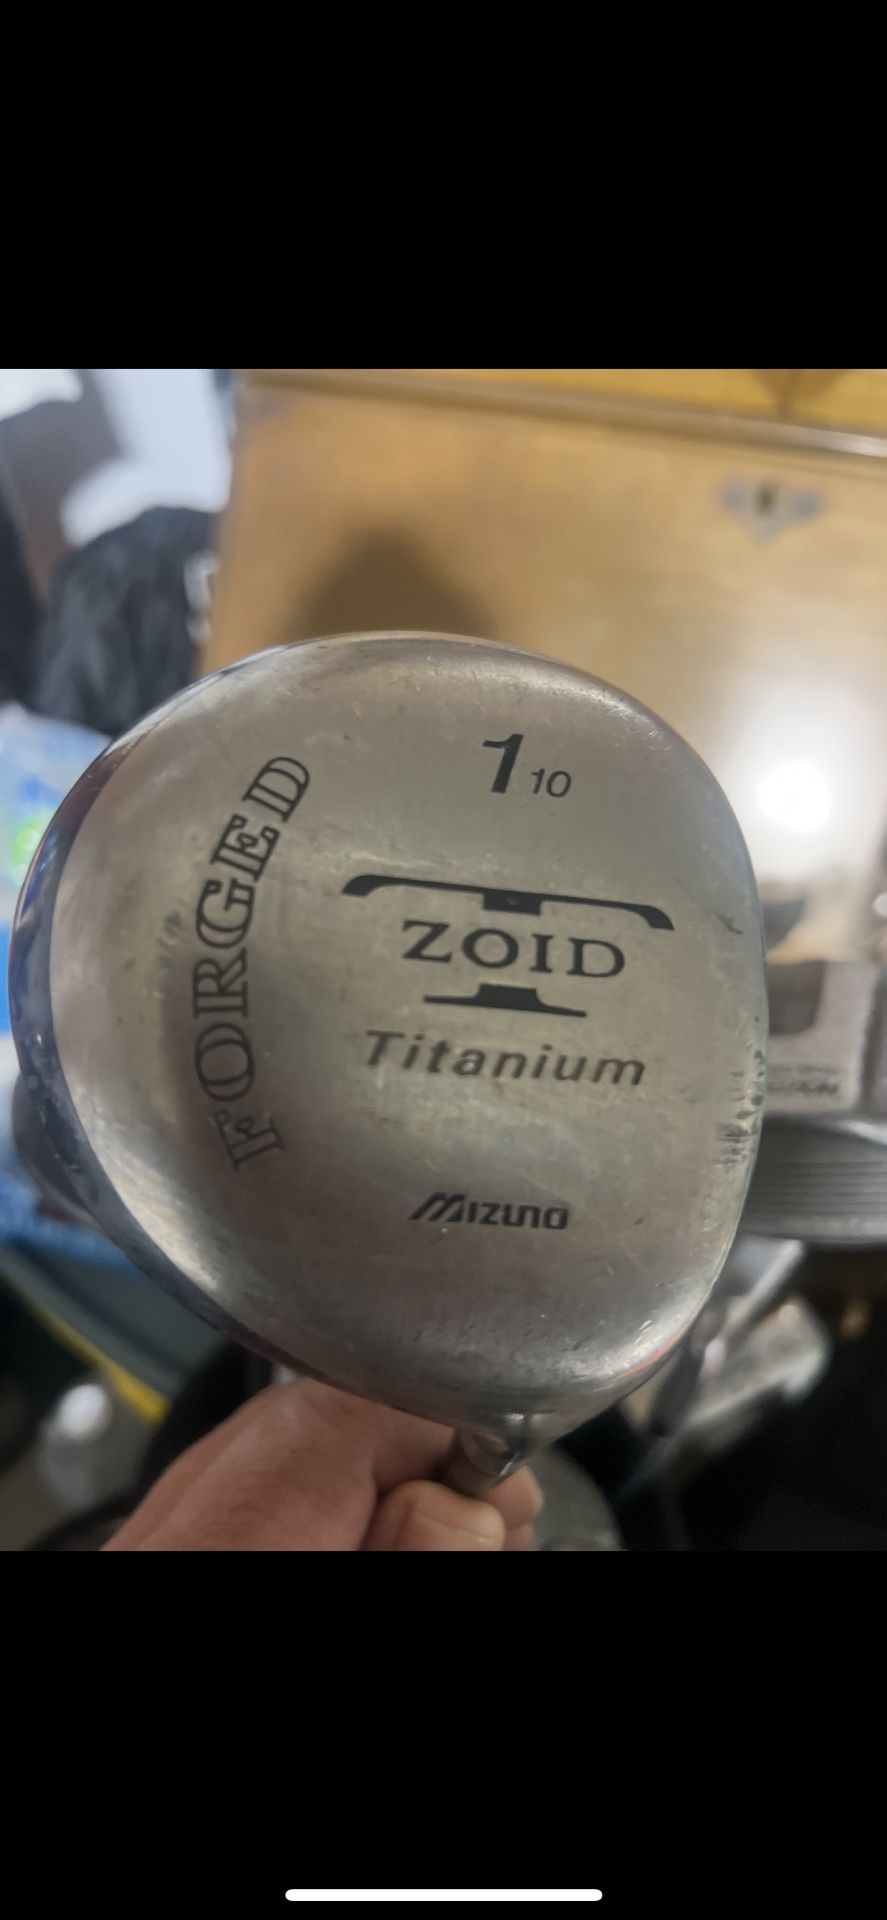 1 10
FORGED
T
ZOID
Titanium
MIZUNO